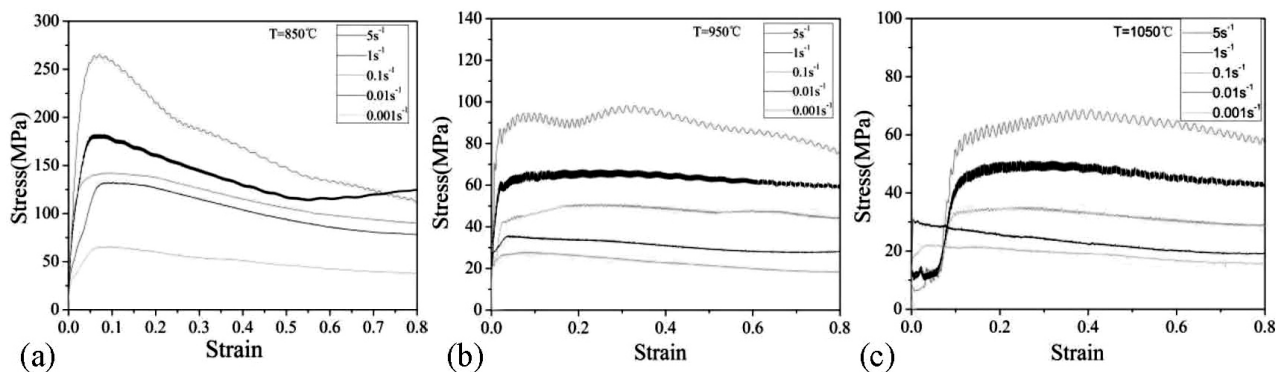 T=850℃
5s⁻¹
1s⁻¹
0.1s⁻¹
0.01s⁻¹
0.001s⁻¹
Stress(MPa)
300
250
200
150
125
100
75
50
25
0
0.0 0.1 0.2 0.3 0.4 0.5 0.6 0.7 0.8
Strain
(a)
T=950℃
5s⁻¹
1s⁻¹
0.1s⁻¹
0.01s⁻¹
0.001s⁻¹
Stress(MPa)
140
120
100
80
60
40
20
0
0.0 0.2 0.4 0.6 0.8
Strain
(b)
T=1050℃
5s⁻¹
1s⁻¹
0.1s⁻¹
0.01s⁻¹
0.001s⁻¹
Stress(MPa)
100
80
60
40
20
0
0.0 0.2 0.4 0.6 0.8
Strain
(c)